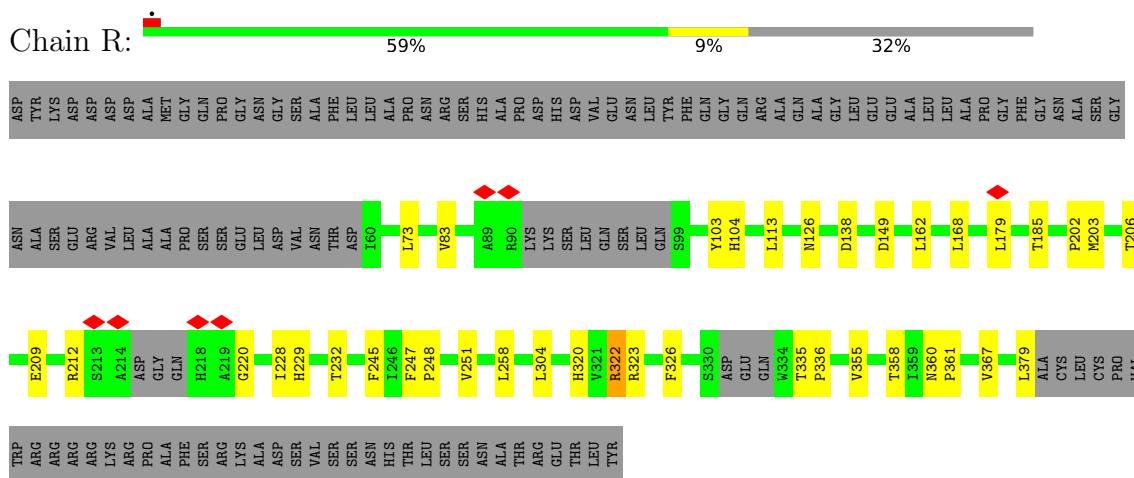 Chain R:
59% 9% 32%
ASP TYR LYS ASP ASP ASP ASP ALA MET GLY GLN PRO GLY ASN GLY SER ALA PHE LEU LEU ALA PRO ASN ARG SER HIS ALA PRO ASP HIS ASP VAL GLU ASN LEU TYR PHE GLN GLY GLN ARG ALA GLN ALA GLY LEU GLU GLU ALA LEU LEU ALA PRO GLY PHE GLY ASN ALA SER GLY
ASN ALA SER GLU ARG VAL LEU ALA ALA PRO SER SER GLU LEU ASP VAL ASN THR ASP I60 L73 V83 A89 R90 LYS LYS SER LEU GLN SER LEU GLN S99 Y103 H104 L113 N126 D138 D149 L162 L168 L179 T185 P202 M203 T206
E209 R212 S213 A214 ASP GLY GLN H218 A219 G220 I228 H229 T232 F245 I246 F247 P248 V251 L258 L304 H320 V321 R322 R323 F326 S330 ASP GLU GLN W334 T335 P336 V355 T358 I359 N360 P361 V367 L379 ALA CYS LEU CYS PRO VAL
TRP ARG ARG ARG ARG LYS ARG PRO ALA PHE SER ARG LYS ALA ASP SER VAL SER SER ASN HIS THR LEU SER SER ASN ALA THR ARG GLU THR LEU TYR